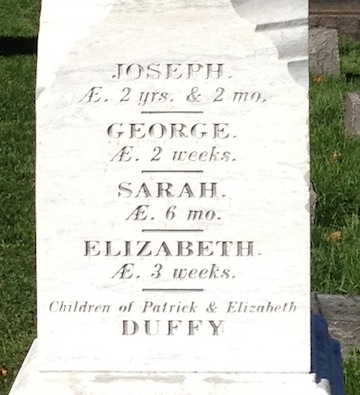 JOSEPH.
Æ. 2 yrs. & 2 mo.
GEORGE.
Æ. 2 weeks.
SARAH.
Æ. 6 mo.
ELIZABETH.
Æ. 3 weeks.
Children of Patrick & Elizabeth
DUFFY